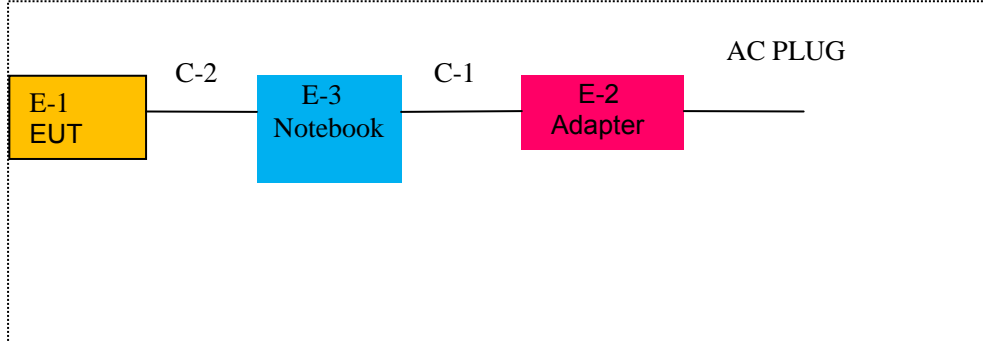 AC PLUG
C-2
C-1
E-1
EUT
E-3
Notebook
E-2
Adapter